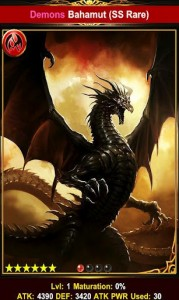 Demons Bahamut (SS Rare)
Lvl: 1 Maturation: 0%
ATK: 4390 DEF: 3420 ATK PWR Used: 30